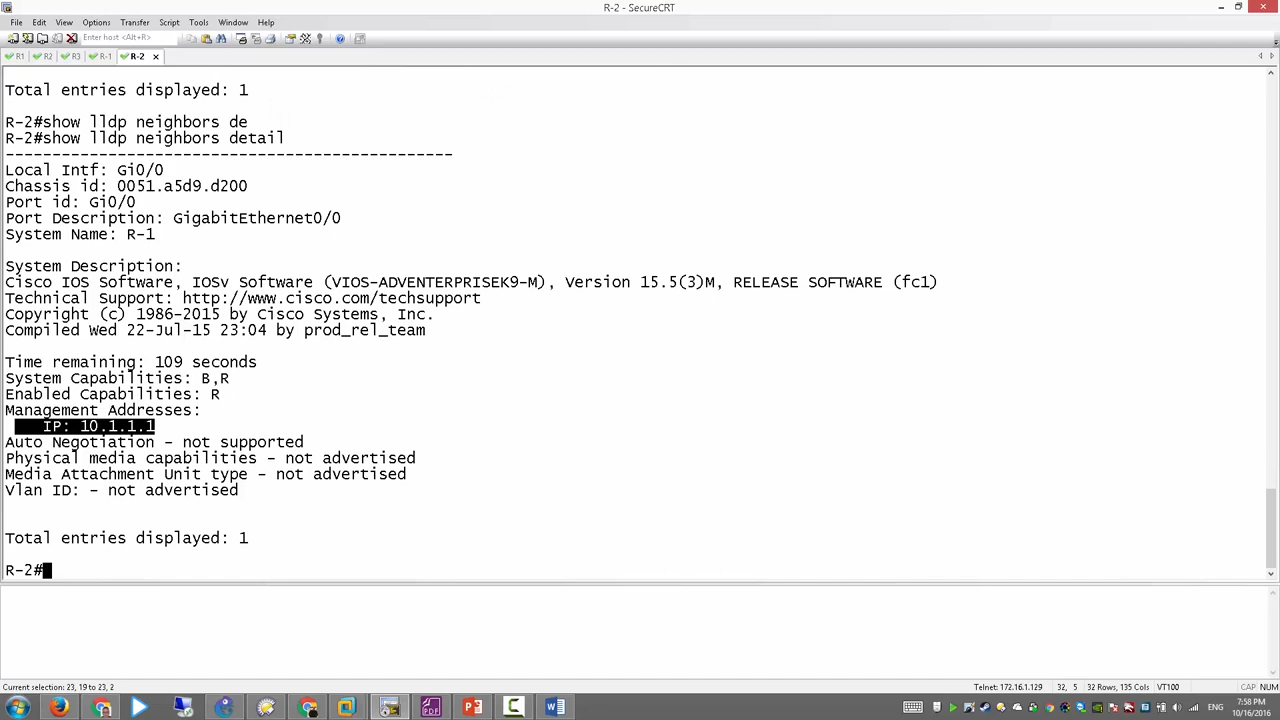 R-2 - SecureCRT
File Edit View Options Transfer Script Tools Window Help
Enter host <Alt+R>
R1 R2 R3 R-1 R-2
Total entries displayed: 1
R-2#show lldp neighbors de
R-2#show lldp neighbors detail
------------------------------------------------
Local Intf: Gi0/0
Chassis id: 0051.a5d9.d200
Port id: Gi0/0
Port Description: GigabitEthernet0/0
System Name: R-1
System Description:
Cisco IOS Software, IOSv Software (VIOS-ADVENTERPRISEK9-M), Version 15.5(3)M, RELEASE SOFTWARE (fc1)
Technical Support: http://www.cisco.com/techsupport
Copyright (c) 1986-2015 by Cisco Systems, Inc.
Compiled Wed 22-Jul-15 23:04 by prod_rel_team
Time remaining: 109 seconds
System Capabilities: B,R
Enabled Capabilities: R
Management Addresses:
IP: 10.1.1.1
Auto Negotiation - not supported
Physical media capabilities - not advertised
Media Attachment Unit type - not advertised
Vlan ID: - not advertised
Total entries displayed: 1
R-2#
Current selection: 23, 19 to 23, 2 Telnet: 172.16.1.129 32, 5 32 Rows, 135 Cols VT100 CAP NUM
PDF
7:58 PM
10/16/2016